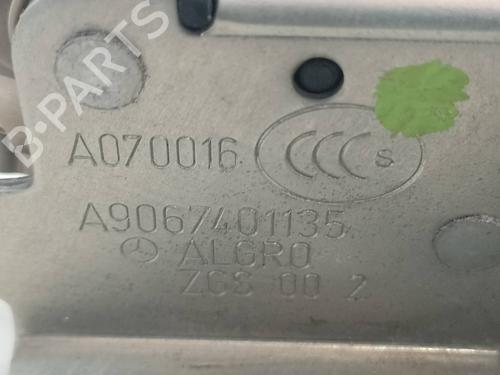 B-PARTS
A070016 CCC S
A9067401135
ALGRO
ZGS 00 2